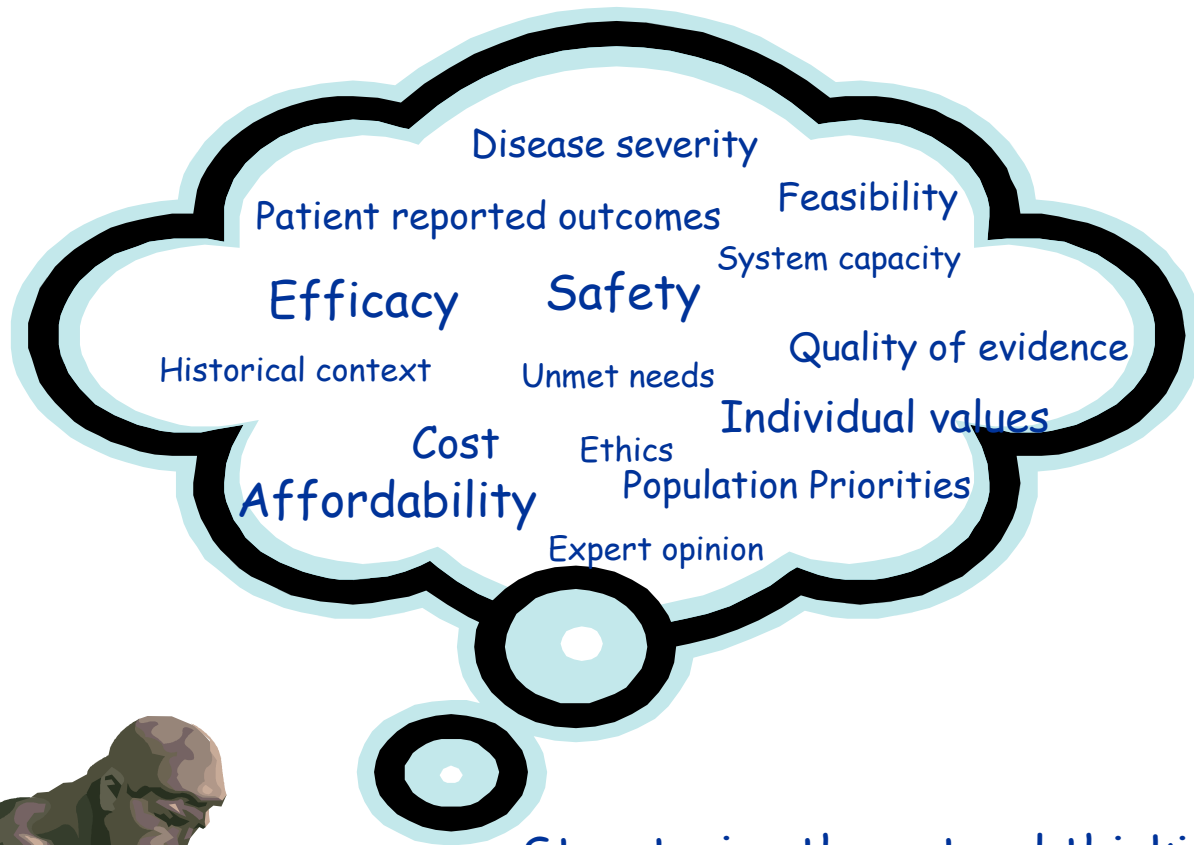 Disease severity
Feasibility
Patient reported outcomes
System capacity
Efficacy
Safety
Quality of evidence
Historical context
Unmet needs
Individual values
Cost
Ethics
Population Priorities
Affordability
Expert opinion